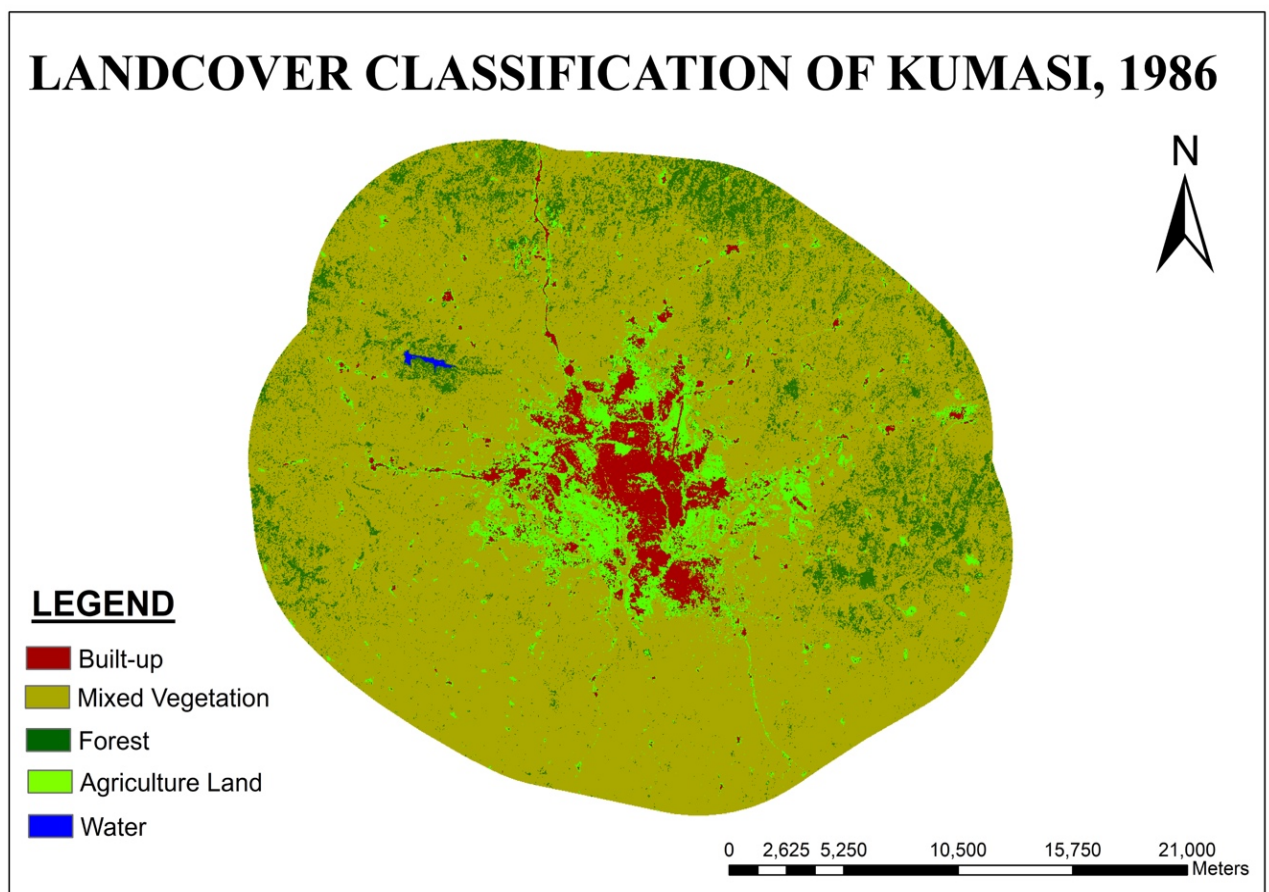 LANDCOVER CLASSIFICATION OF KUMASI, 1986
N
LEGEND
Built-up
Mixed Vegetation
Forest
Agriculture Land
Water
0 2,625 5,250 10,500 15,750 21,000
Meters